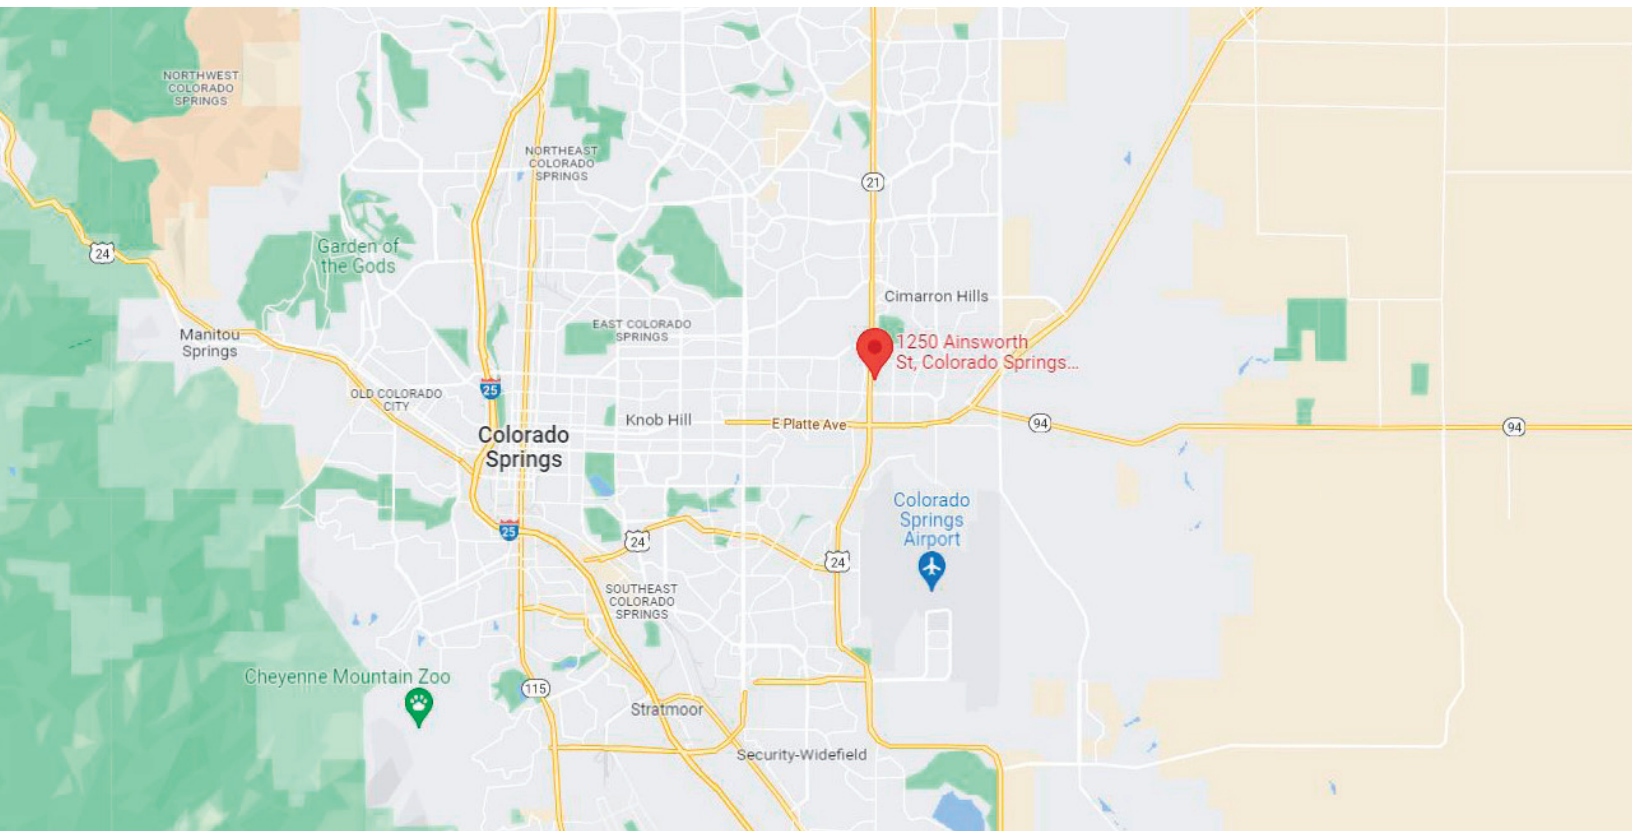 NORTHWEST
COLORADO
SPRINGS
NORTHEAST
COLORADO
SPRINGS
21
24
Garden of
the Gods
Cimarron Hills
Manitou
Springs
EAST COLORADO
SPRINGS
1250 Ainsworth
St, Colorado Springs...
OLD COLORADO
CITY
25
Knob Hill
E Platte Ave
94
94
Colorado
Springs
Colorado
Springs
Airport
25
24
24
SOUTHEAST
COLORADO
SPRINGS
Cheyenne Mountain Zoo
115
Stratmoor
Security-Widefield